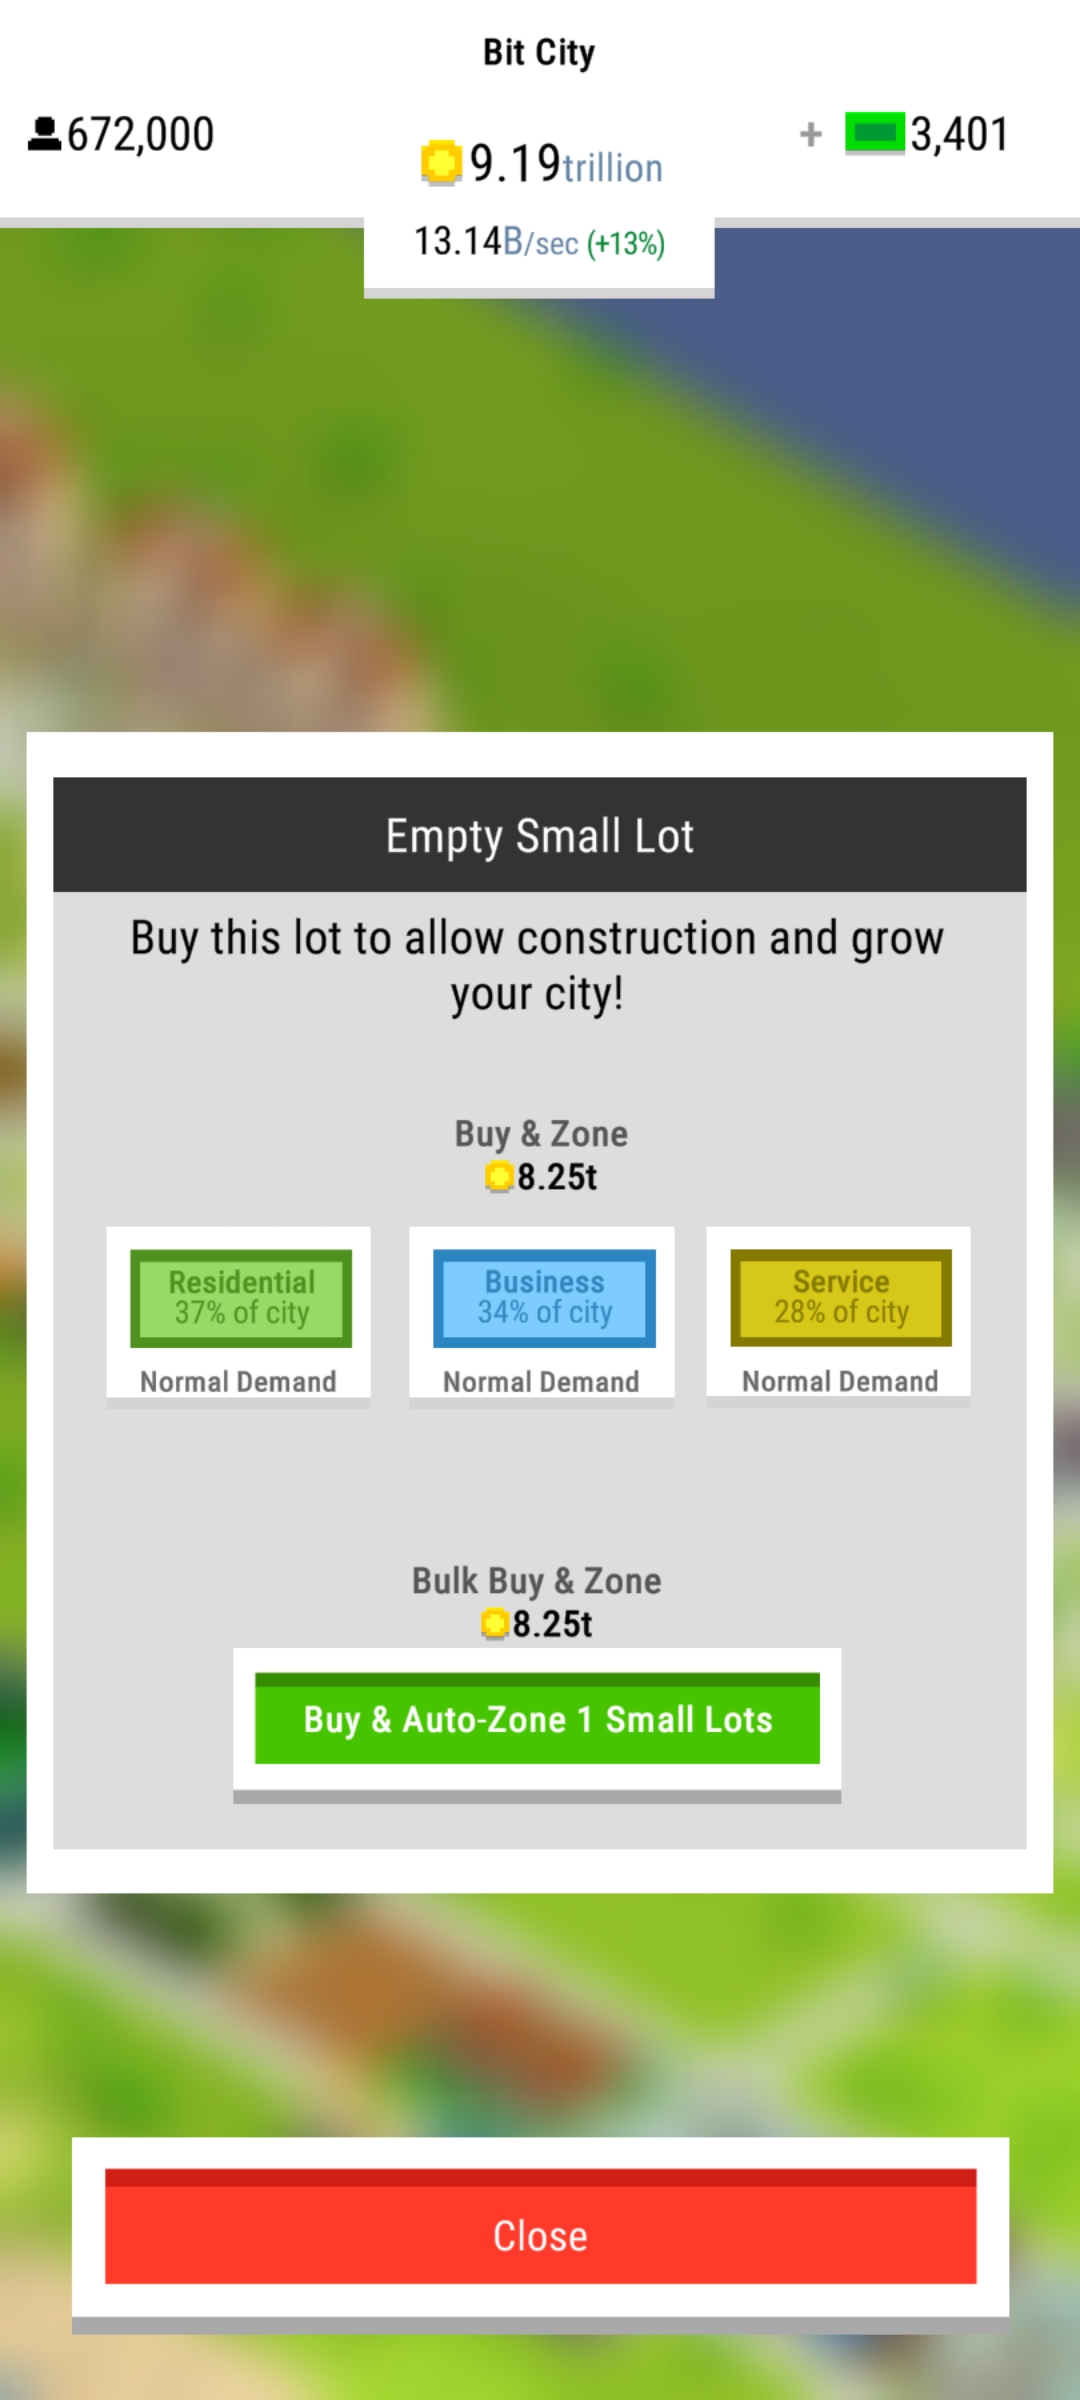 Bit City
672,000
9.19trillion
+ 3,401
13.14B/sec (+13%)
Empty Small Lot
Buy this lot to allow construction and grow
your city!
Buy & Zone
8.25t
Residential
37% of city
Normal Demand
Business
34% of city
Normal Demand
Service
28% of city
Normal Demand
Bulk Buy & Zone
8.25t
Buy & Auto-Zone 1 Small Lots
Close